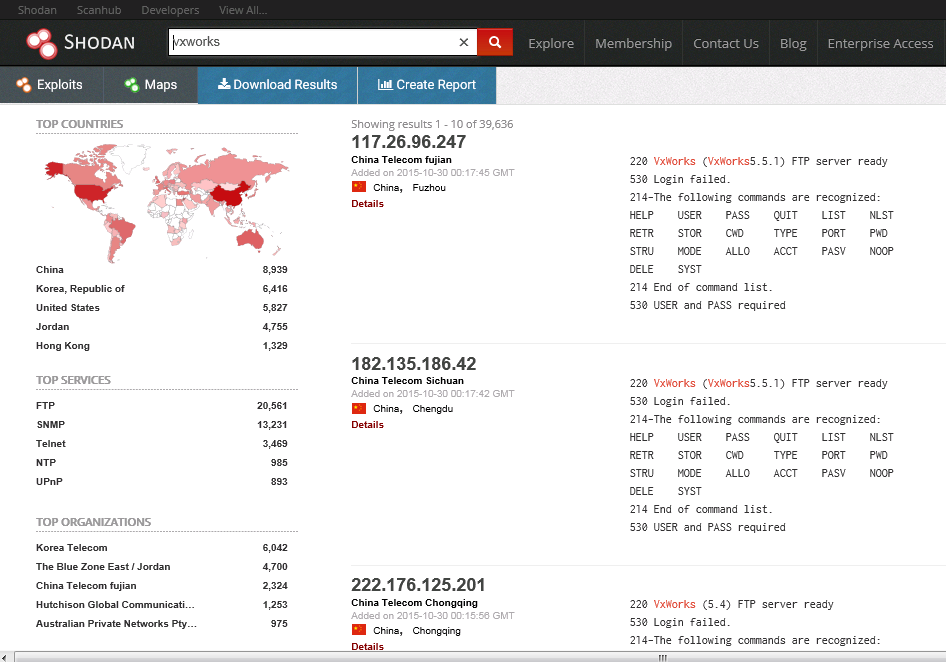 Shodan Scanhub Developers View All...
SHODAN vxworks Explore Membership Contact Us Blog Enterprise Access
Exploits Maps Download Results Create Report
TOP COUNTRIES
China 8,939
Korea, Republic of 6,416
United States 5,827
Jordan 4,755
Hong Kong 1,329
TOP SERVICES
FTP 20,561
SNMP 13,231
Telnet 3,469
NTP 985
UPnP 893
TOP ORGANIZATIONS
Korea Telecom 6,042
The Blue Zone East / Jordan 4,700
China Telecom fujian 2,324
Hutchison Global Communicati... 1,253
Australian Private Networks Pty... 975
Showing results 1 - 10 of 39,636
117.26.96.247
China Telecom fujian
Added on 2015-10-30 00:17:45 GMT
China, Fuzhou
Details
220 VxWorks (VxWorks5.5.1) FTP server ready
530 Login failed.
214-The following commands are recognized:
HELP USER PASS QUIT LIST NLST
RETR STOR CWD TYPE PORT PWD
STRU MODE ALLO ACCT PASV NOOP
DELE SYST
214 End of command list.
530 USER and PASS required
182.135.186.42
China Telecom Sichuan
Added on 2015-10-30 00:17:42 GMT
China, Chengdu
Details
220 VxWorks (VxWorks5.5.1) FTP server ready
530 Login failed.
214-The following commands are recognized:
HELP USER PASS QUIT LIST NLST
RETR STOR CWD TYPE PORT PWD
STRU MODE ALLO ACCT PASV NOOP
DELE SYST
214 End of command list.
530 USER and PASS required
222.176.125.201
China Telecom Chongqing
Added on 2015-10-30 00:15:56 GMT
China, Chongqing
Details
220 VxWorks (5.4) FTP server ready
530 Login failed.
214-The following commands are recognized: